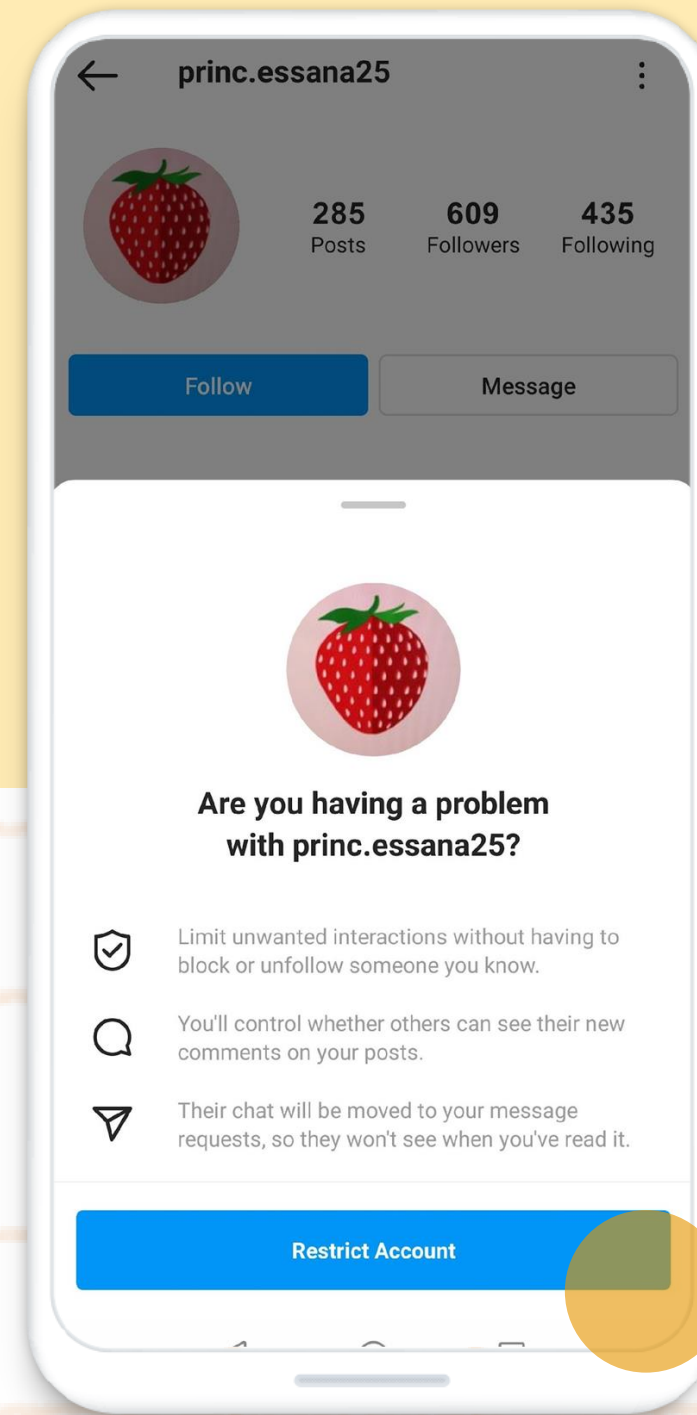 princ.essana25
285 609 435
Posts Followers Following
Follow Message
Are you having a problem
with princ.essana25?
Limit unwanted interactions without having to
block or unfollow someone you know.
You'll control whether others can see their new
comments on your posts.
Their chat will be moved to your message
requests, so they won't see when you've read it.
Restrict Account